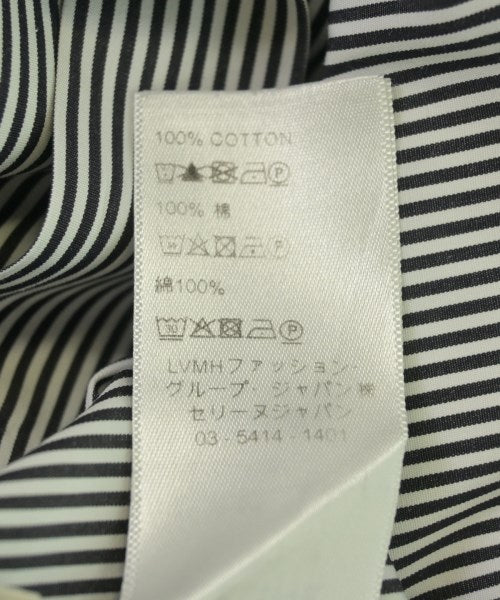 100% COTTON
100% 棉
綿100%
LVMHファッション・
グループ・ジャパン㈱
セリーヌジャパン
03 - 5414 - 1401